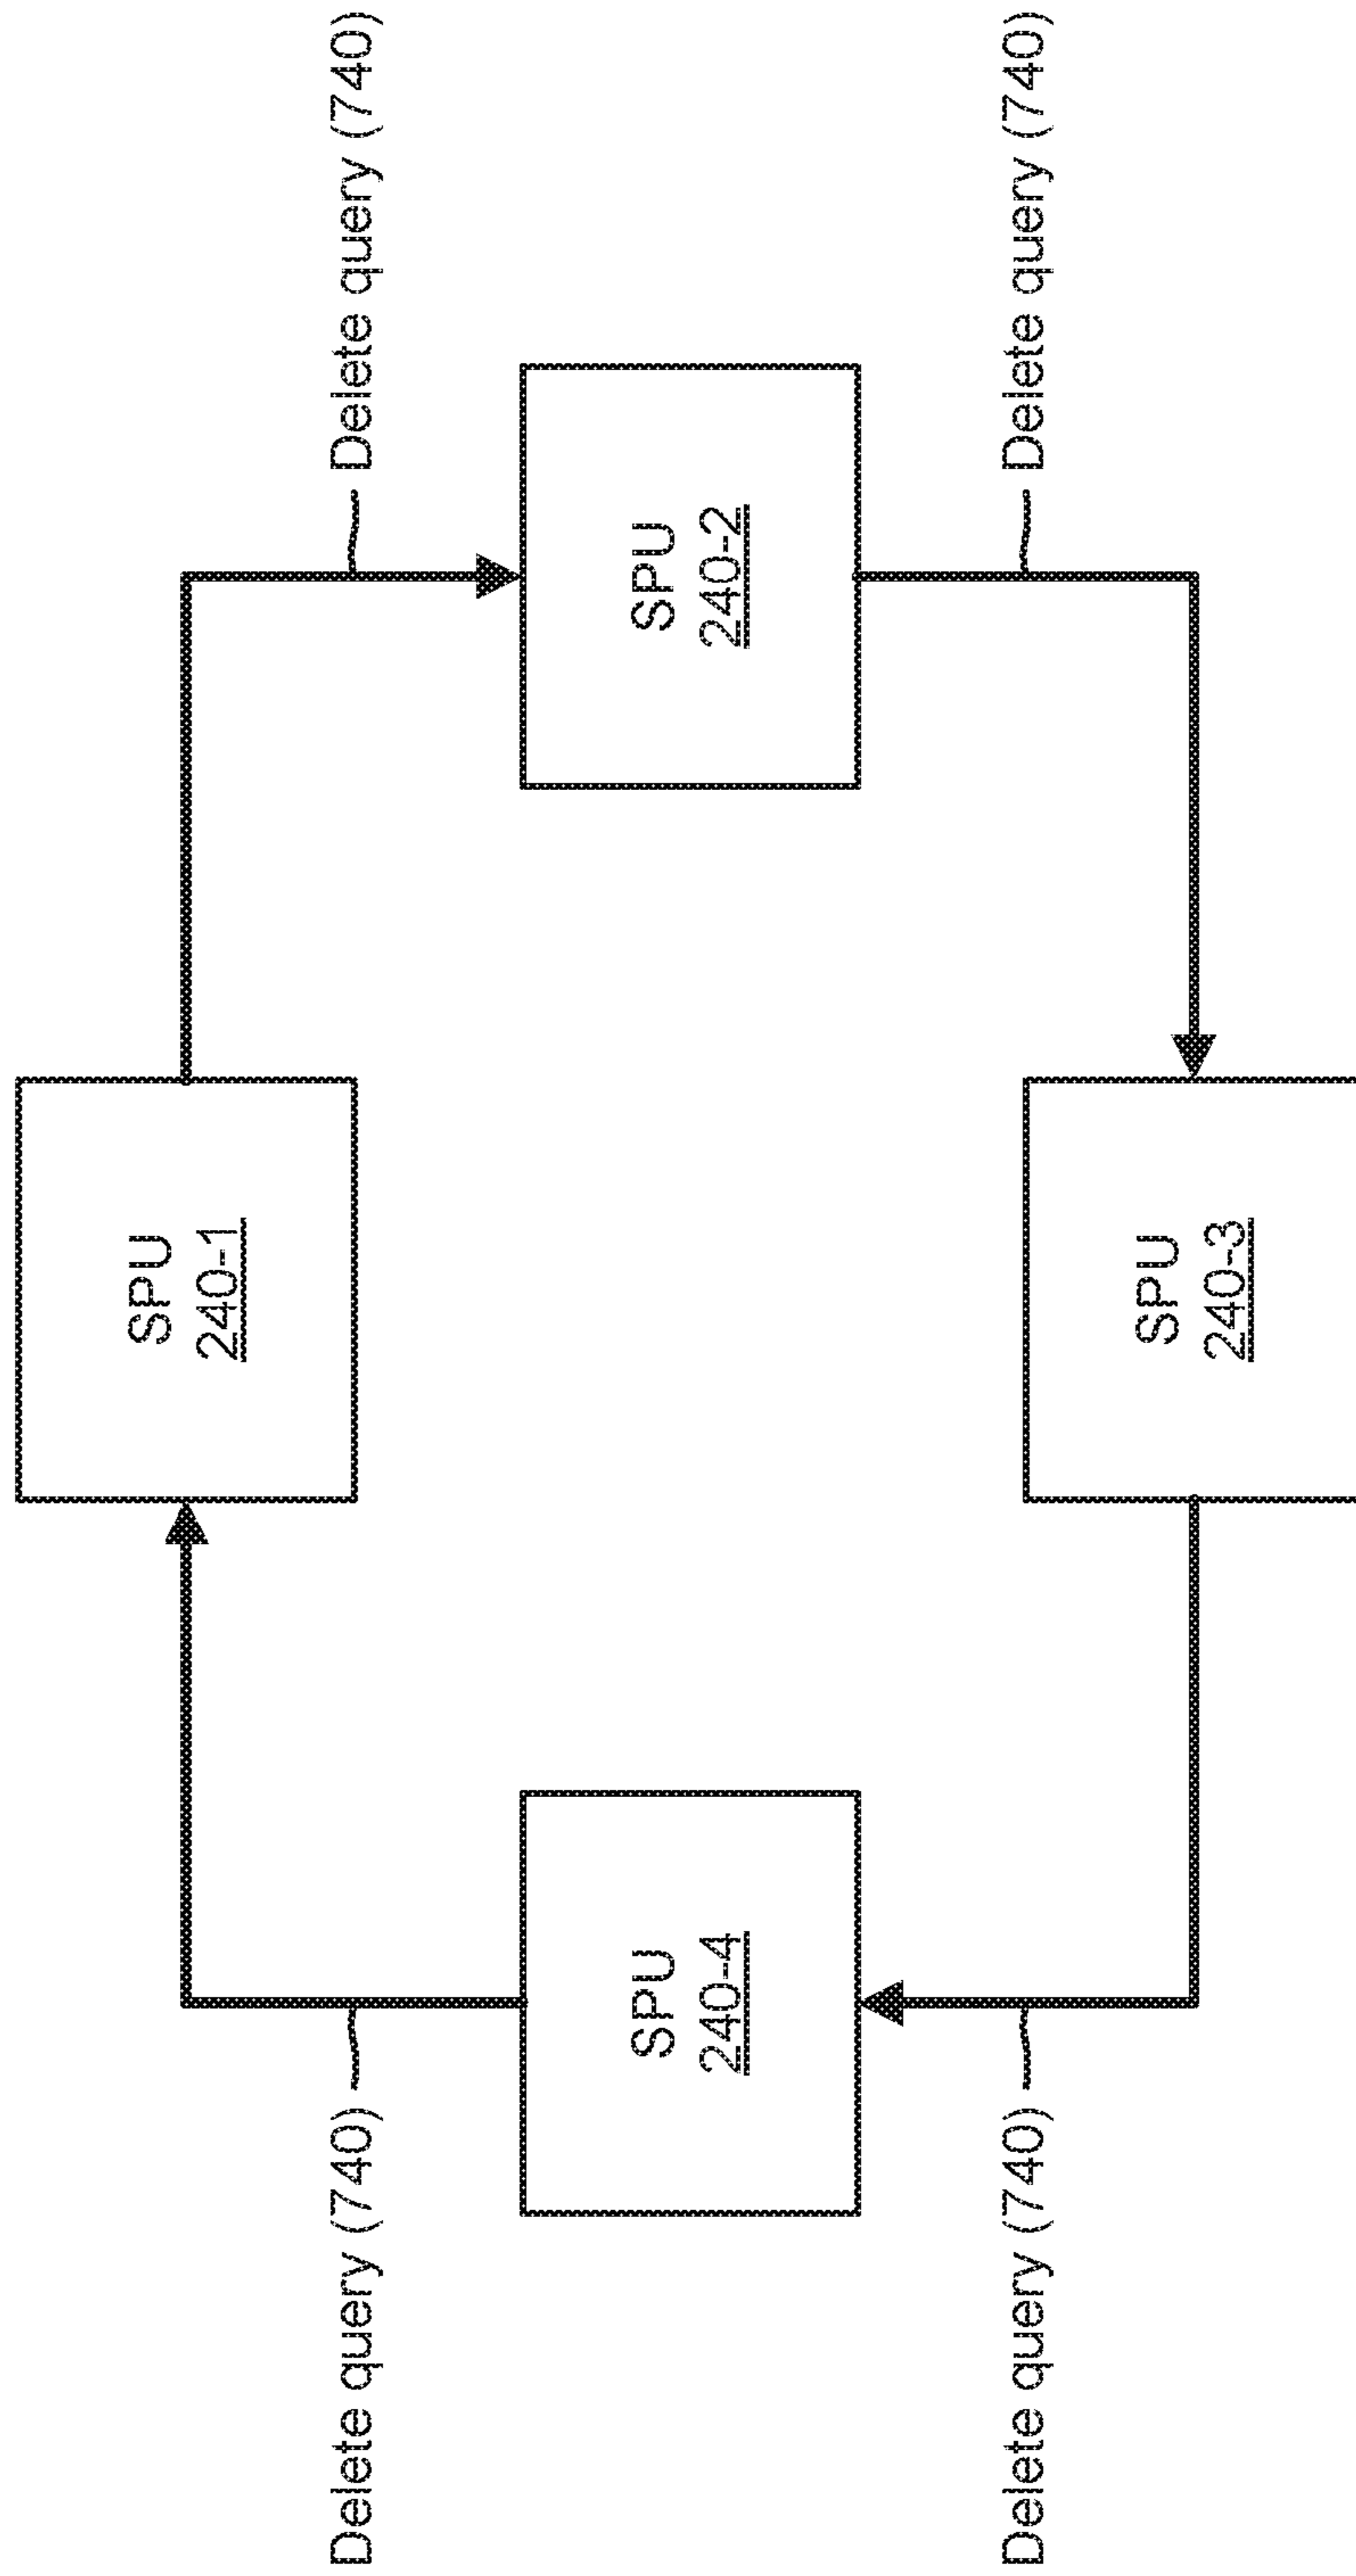 SPU
240-1
Delete query (740)
Delete query (740)
SPU
240-4
SPU
240-2
Delete query (740)
Delete query (740)
SPU
240-3